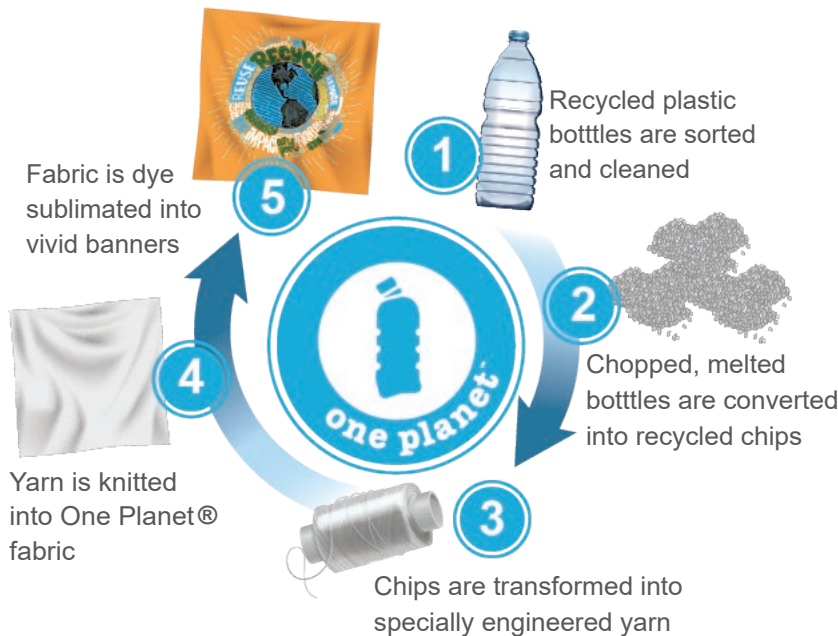 REUSE RECYCLE
1
Recycled plastic
botttles are sorted
and cleaned
2
Chopped, melted
botttles are converted
into recycled chips
3
Chips are transformed into
specially engineered yarn
4
Yarn is knitted
into One Planet®
fabric
5
Fabric is dye
sublimated into
vivid banners
one planet™